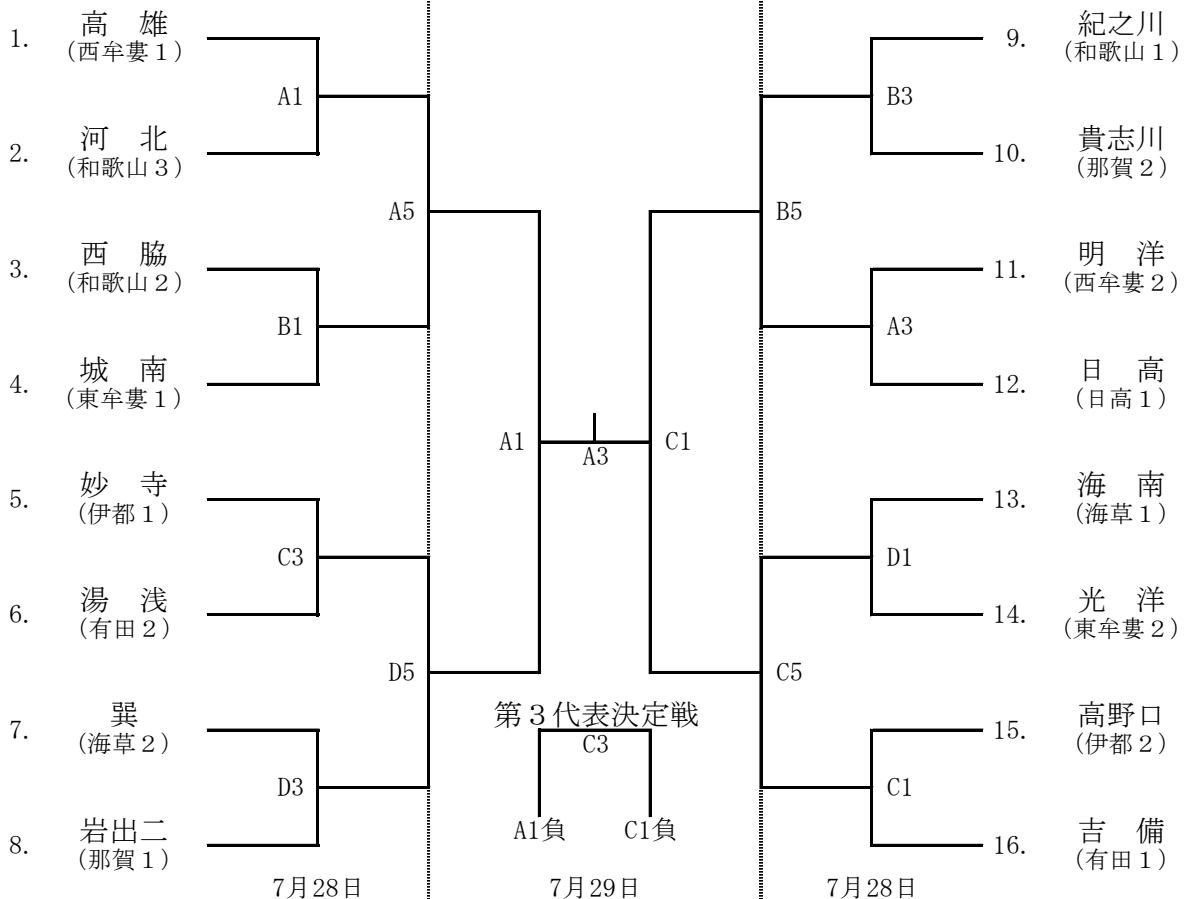 1. 高　雄
(西牟婁１)
A1
2. 河　北
(和歌山３)
A5
3. 西　脇
(和歌山２)
B1
4. 城　南
(東牟婁１)
A1
5. 妙　寺
(伊都１)
C3
6. 湯　浅
(有田２)
D5
7. 巽
(海草２)
D3
8. 岩出二
(那賀１)
7月28日
A3
第３代表決定戦
C3
A1負
C1負
7月29日
9. 紀之川
(和歌山１)
B3
10. 貴志川
(那賀２)
B5
11. 明　洋
(西牟婁２)
A3
12. 日　高
(日高１)
C1
13. 海　南
(海草１)
D1
14. 光　洋
(東牟婁２)
C5
15. 高野口
(伊都２)
C1
16. 吉　備
(有田１)
7月28日